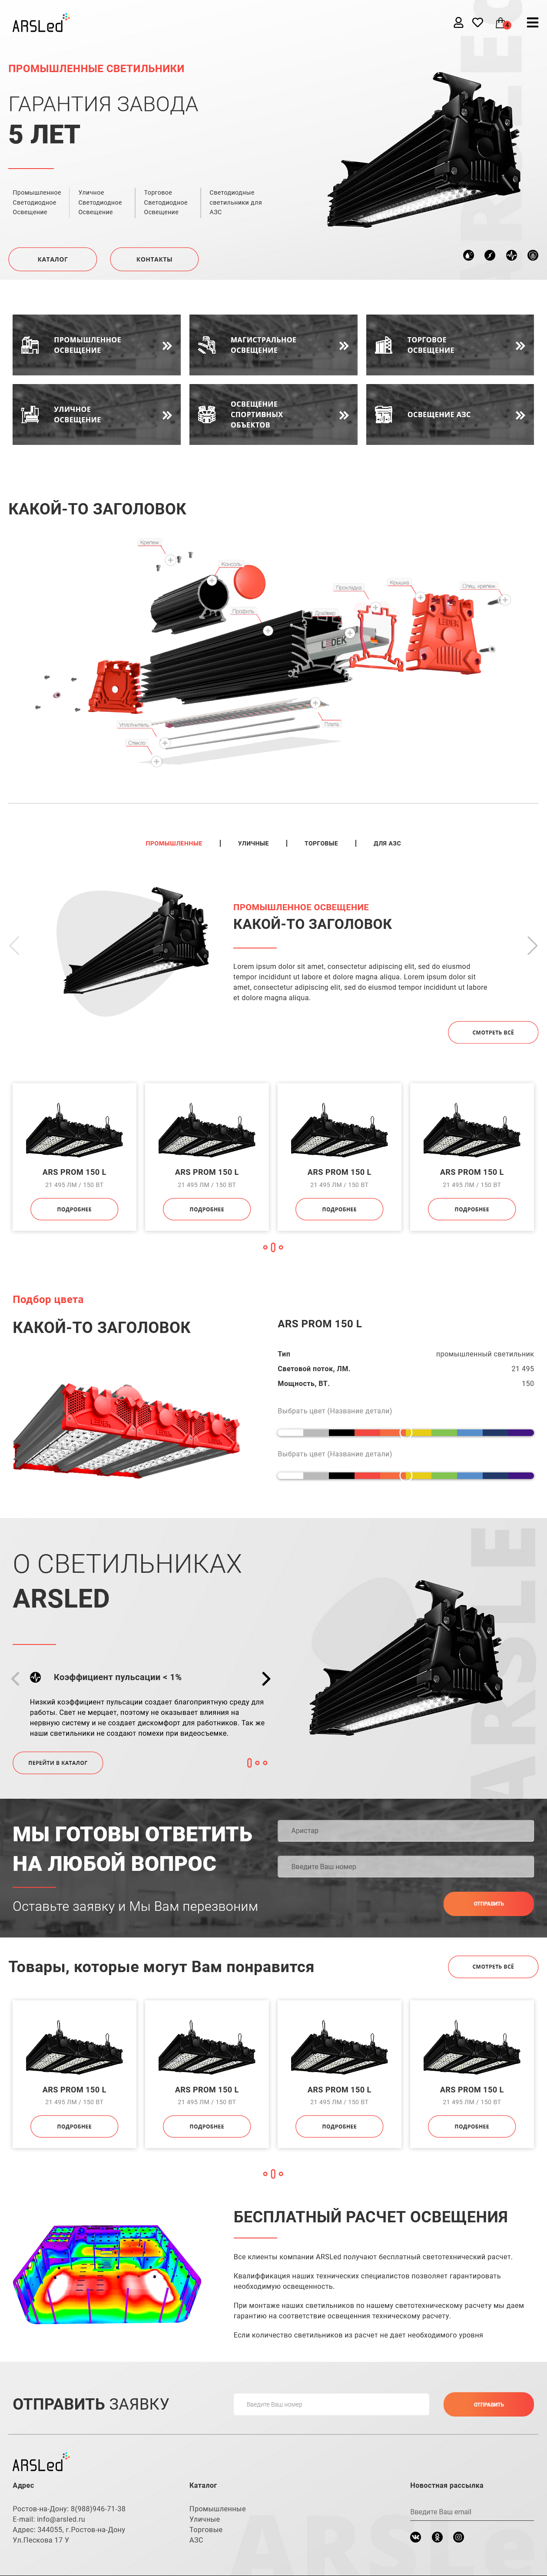 ARSLed
4
ПРОМЫШЛЕННЫЕ СВЕТИЛЬНИКИ
ГАРАНТИЯ ЗАВОДА
5 ЛЕТ
Промышленное
Светодиодное
Освещение
Уличное
Светодиодное
Освещение
Торговое
Светодиодное
Освещение
Светодиодные
светильники для
АЗС
КАТАЛОГ
КОНТАКТЫ
ПРОМЫШЛЕННОЕ
ОСВЕЩЕНИЕ
МАГИСТРАЛЬНОЕ
ОСВЕЩЕНИЕ
ТОРГОВОЕ
ОСВЕЩЕНИЕ
УЛИЧНОЕ
ОСВЕЩЕНИЕ
ОСВЕЩЕНИЕ
СПОРТИВНЫХ
ОБЪЕКТОВ
ОСВЕЩЕНИЕ АЗС
КАКОЙ-ТО ЗАГОЛОВОК
Крепеж
Консоль
Профиль
Прокладка
Крышка
Спец. крепеж
Драйвер
LEDEK
Уплотнитель
Плата
Стекло
ПРОМЫШЛЕННЫЕ
УЛИЧНЫЕ
ТОРГОВЫЕ
ДЛЯ АЗС
ПРОМЫШЛЕННОЕ ОСВЕЩЕНИЕ
КАКОЙ-ТО ЗАГОЛОВОК
Lorem ipsum dolor sit amet, consectetur adipiscing elit, sed do eiusmod
tempor incididunt ut labore et dolore magna aliqua. Lorem ipsum dolor sit
amet, consectetur adipiscing elit, sed do eiusmod tempor incididunt ut labore
et dolore magna aliqua.
СМОТРЕТЬ ВСЁ
ARS PROM 150 L
21 495 ЛМ / 150 ВТ
ПОДРОБНЕЕ
ARS PROM 150 L
21 495 ЛМ / 150 ВТ
ПОДРОБНЕЕ
ARS PROM 150 L
21 495 ЛМ / 150 ВТ
ПОДРОБНЕЕ
ARS PROM 150 L
21 495 ЛМ / 150 ВТ
ПОДРОБНЕЕ
Подбор цвета
КАКОЙ-ТО ЗАГОЛОВОК
ARS PROM 150 L
Тип
промышленный светильник
Световой поток, ЛМ.
21 495
Мощность, ВТ.
150
Выбрать цвет (Название детали)
Выбрать цвет (Название детали)
О СВЕТИЛЬНИКАХ
ARSLED
Коэффициент пульсации < 1%
Низкий коэффициент пульсации создает благоприятную среду для
работы. Свет не мерцает, поэтому не оказывает влияния на
нервную систему и не создает дискомфорт для работников. Так же
наши светильники не создают помехи при видеосъемке.
ПЕРЕЙТИ В КАТАЛОГ
МЫ ГОТОВЫ ОТВЕТИТЬ
НА ЛЮБОЙ ВОПРОС
Оставьте заявку и Мы Вам перезвоним
Аристар
Введите Ваш номер
ОТПРАВИТЬ
Товары, которые могут Вам понравится
СМОТРЕТЬ ВСЁ
ARS PROM 150 L
21 495 ЛМ / 150 ВТ
ПОДРОБНЕЕ
ARS PROM 150 L
21 495 ЛМ / 150 ВТ
ПОДРОБНЕЕ
ARS PROM 150 L
21 495 ЛМ / 150 ВТ
ПОДРОБНЕЕ
ARS PROM 150 L
21 495 ЛМ / 150 ВТ
ПОДРОБНЕЕ
БЕСПЛАТНЫЙ РАСЧЕТ ОСВЕЩЕНИЯ
Все клиенты компании ARSLed получают бесплатный светотехнический расчет.
Квалиффикация наших технических специалистов позволяет гарантировать
необходимую освещенность.
При монтаже наших светильников по нашему светотехническому расчету мы даем
гарантию на соответствие освещенния техническому расчету.
Если количество светильников из расчет не дает необходимого уровня
ОТПРАВИТЬ ЗАЯВКУ
Введите Ваш номер
ОТПРАВИТЬ
ARSLed
Адрес
Ростов-на-Дону: 8(988)946-71-38
E-mail: info@arsled.ru
Адрес: 344055, г.Ростов-на-Дону
Ул.Пескова 17 У
Каталог
Промышленные
Уличные
Торговые
АЗС
Новостная рассылка
Введите Ваш email